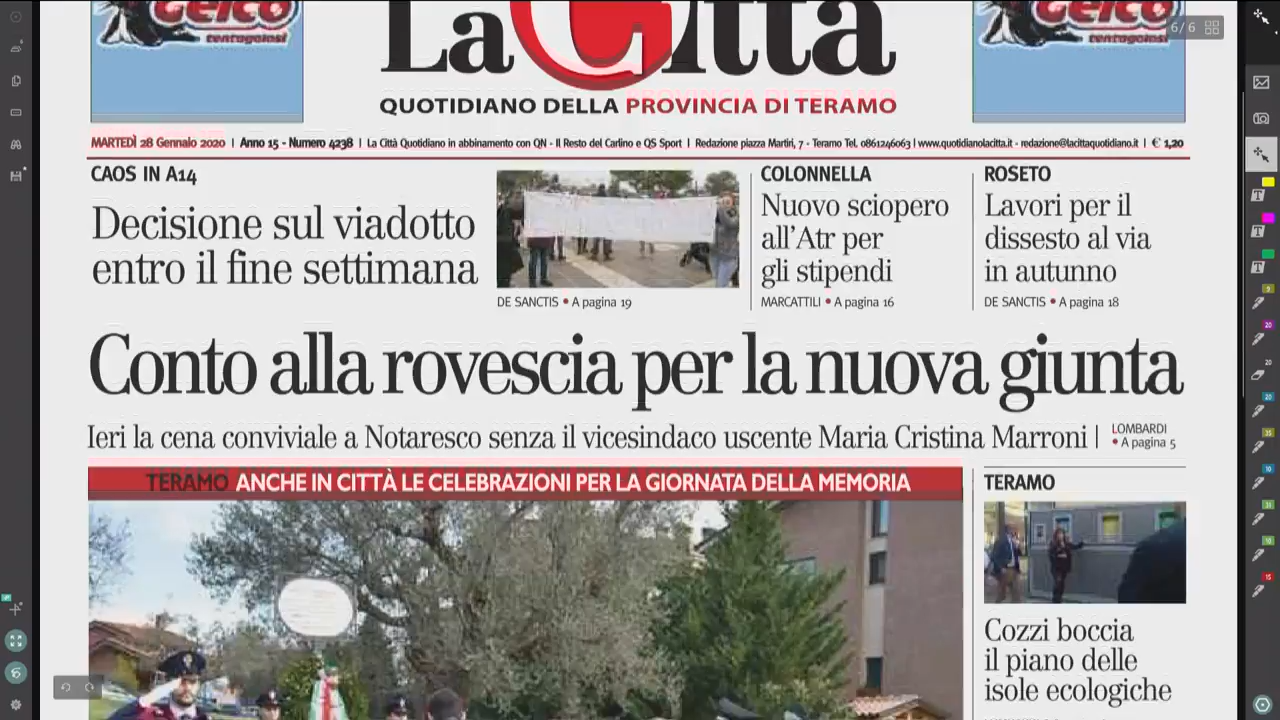 GEICO
tentagolosi
La Città
GEICO
tentagolosi
6/6
QUOTIDIANO DELLA PROVINCIA DI TERAMO
MARTEDÌ 28 Gennaio 2020 | Anno 15 - Numero 4238 | La Città Quotidiano in abbinamento con QN - Il Resto del Carlino e QS Sport | Redazione piazza Martiri, 7 - Teramo Tel. 0861246063 | www.quotidianolacitta.it - redazione@lacittaquotidiano.it | € 1,20
CAOS IN A14
Decisione sul viadotto
entro il fine settimana
DE SANCTIS • A pagina 19
COLONNELLA
Nuovo sciopero
all'Atr per
gli stipendi
MARCATTILI • A pagina 16
ROSETO
Lavori per il
dissesto al via
in autunno
DE SANCTIS • A pagina 18
Conto alla rovescia per la nuova giunta
Ieri la cena conviviale a Notaresco senza il vicesindaco uscente Maria Cristina Marroni |
LOMBARDI
• A pagina 5
TERAMO ANCHE IN CITTÀ LE CELEBRAZIONI PER LA GIORNATA DELLA MEMORIA
TERAMO
Cozzi boccia
il piano delle
isole ecologiche